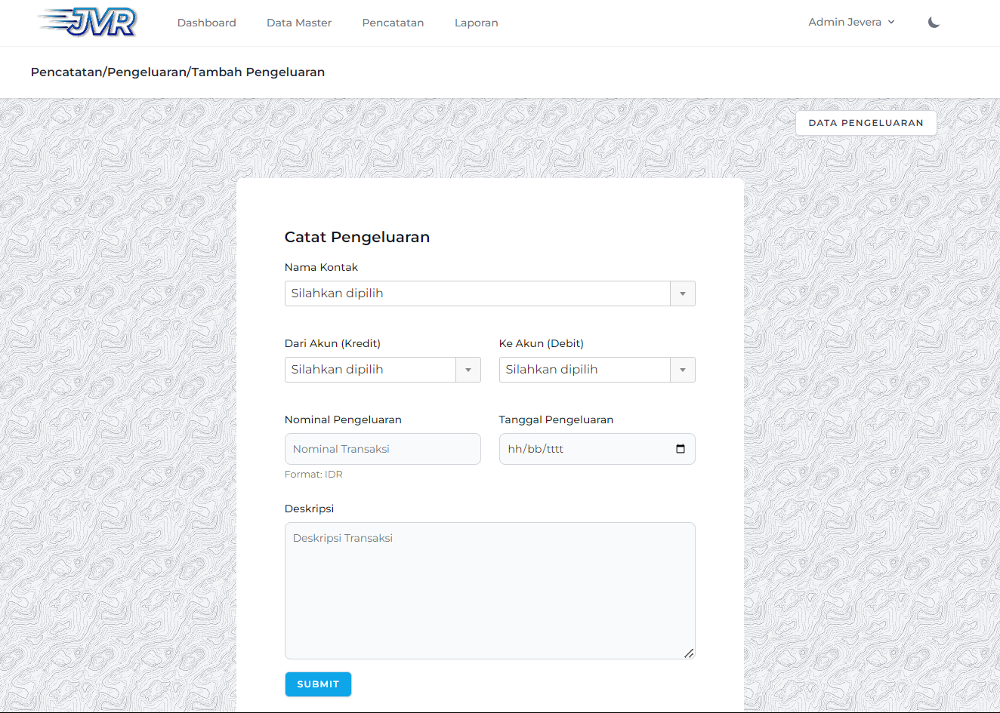 JVR Dashboard Data Master Pencatatan Laporan Admin Jevera
Pencatatan/Pengeluaran/Tambah Pengeluaran
DATA PENGELUARAN
Catat Pengeluaran
Nama Kontak
Silahkan dipilih
Dari Akun (Kredit) Ke Akun (Debit)
Silahkan dipilih Silahkan dipilih
Nominal Pengeluaran Tanggal Pengeluaran
Nominal Transaksi hh/bb/tttt
Format: IDR
Deskripsi
Deskripsi Transaksi
SUBMIT